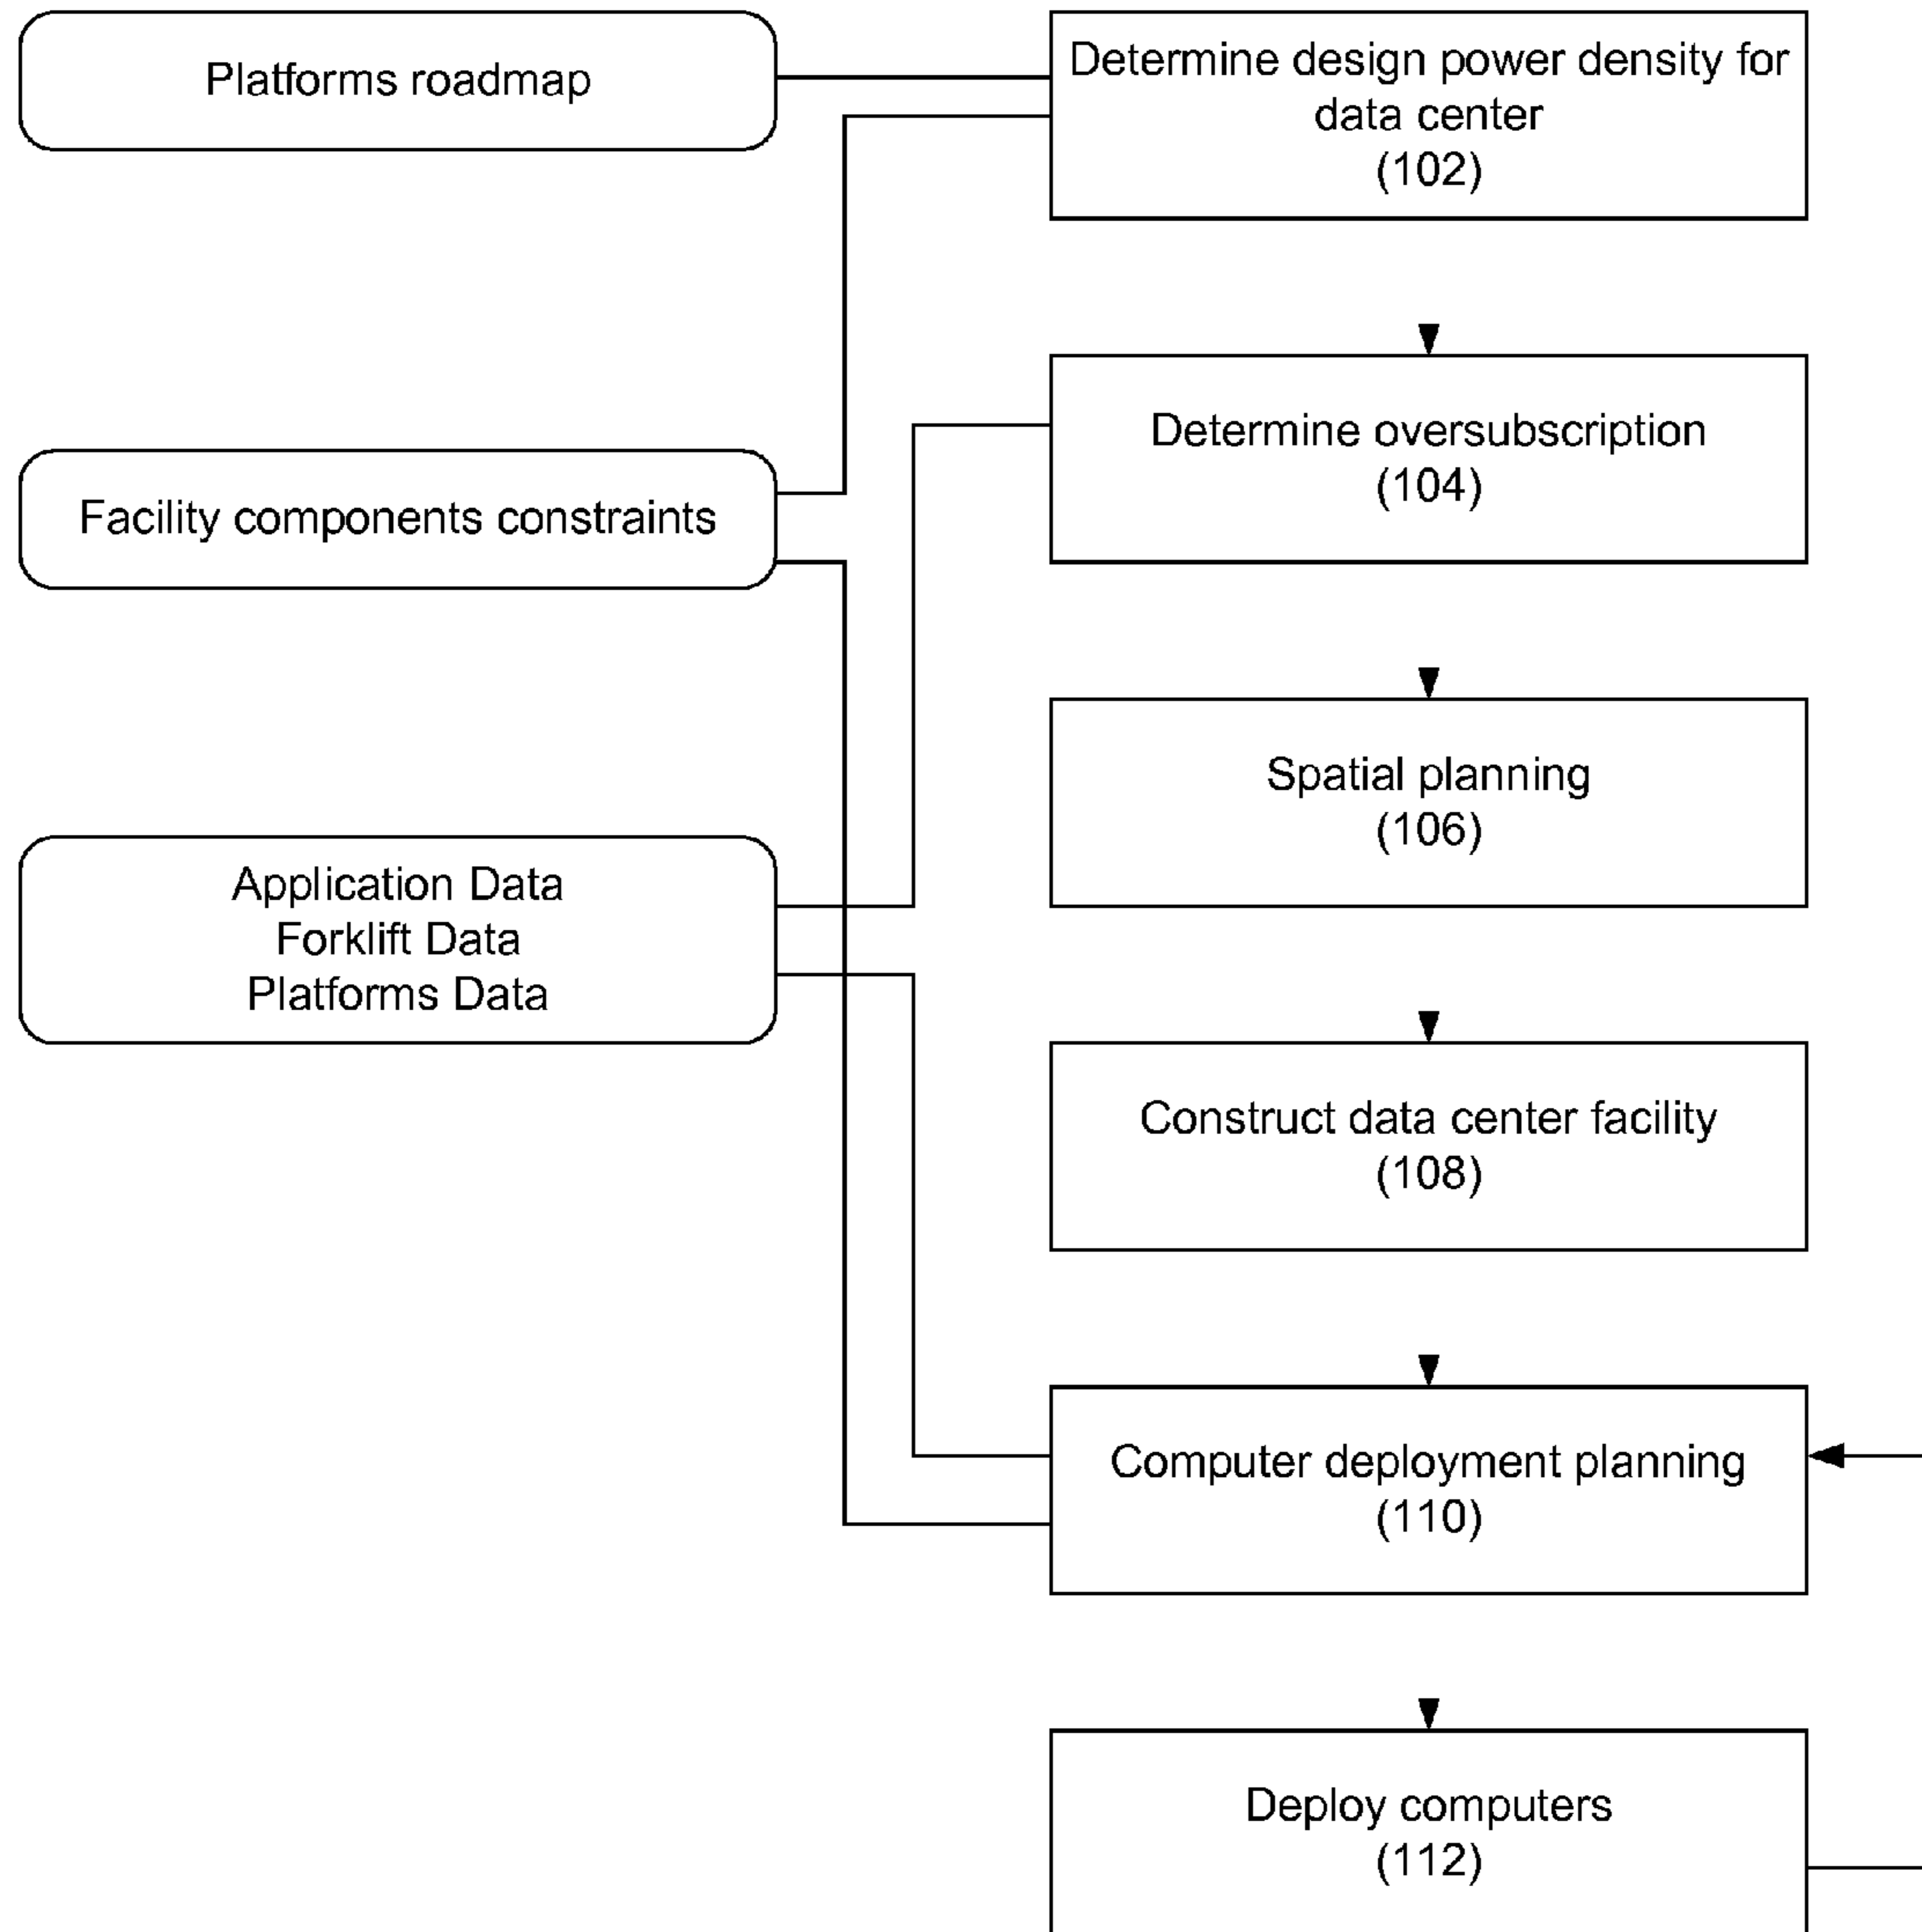 Platforms roadmap
Determine design power density for
data center
(102)
Facility components constraints
Determine oversubscription
(104)
Application Data
Forklift Data
Platforms Data
Spatial planning
(106)
Construct data center facility
(108)
Computer deployment planning
(110)
Deploy computers
(112)